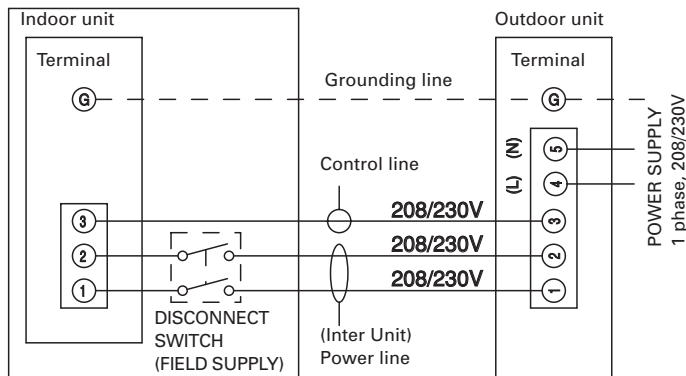 Indoor unit
Outdoor unit
Terminal
Terminal
G
Grounding line
G
POWER SUPPLY
1 phase, 208/230V
(N)
5
(L)
4
Control line
3
208/230V
3
2
208/230V
2
1
208/230V
1
DISCONNECT
SWITCH
(FIELD SUPPLY)
(Inter Unit)
Power line